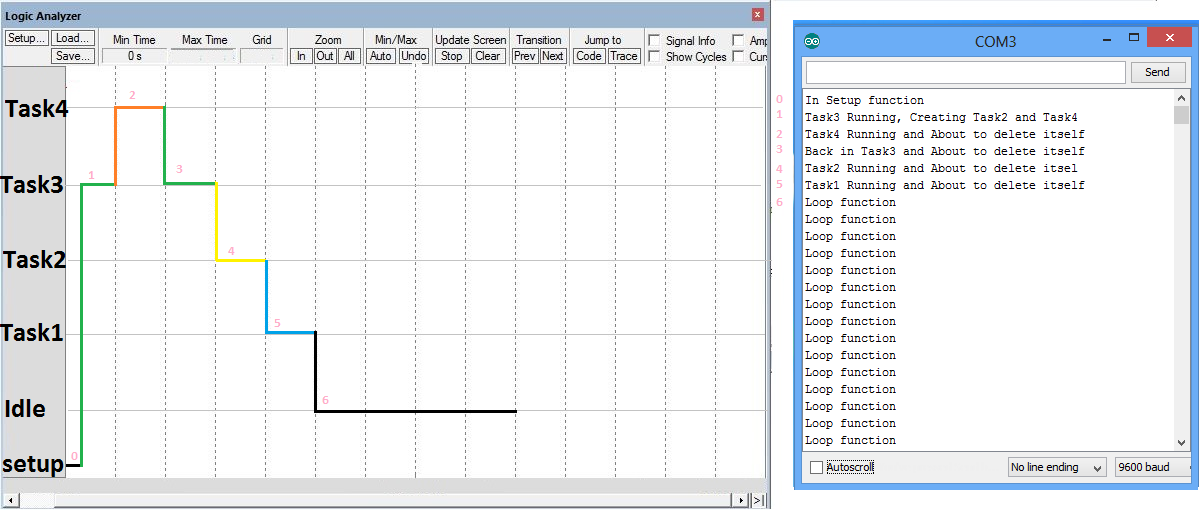 Logic Analyzer
Setup... Load... Min Time Max Time Grid Zoom Min/Max Update Screen Transition Jump to Signal Info
Save... 0 s In Out All Auto Undo Stop Clear Prev Next Code Trace Show Cycles
Task4
2
Task3
1
3
Task2
4
Task1
5
Idle
6
setup
0
COM3
Send
0 In Setup function
1 Task3 Running, Creating Task2 and Task4
2 Task4 Running and About to delete itself
3 Back in Task3 and About to delete itself
4 Task2 Running and About to delete itsel
5 Task1 Running and About to delete itself
6 Loop function
Loop function
Loop function
Loop function
Loop function
Loop function
Loop function
Loop function
Loop function
Loop function
Loop function
Loop function
Loop function
Loop function
Loop function
Autoscroll No line ending 9600 baud